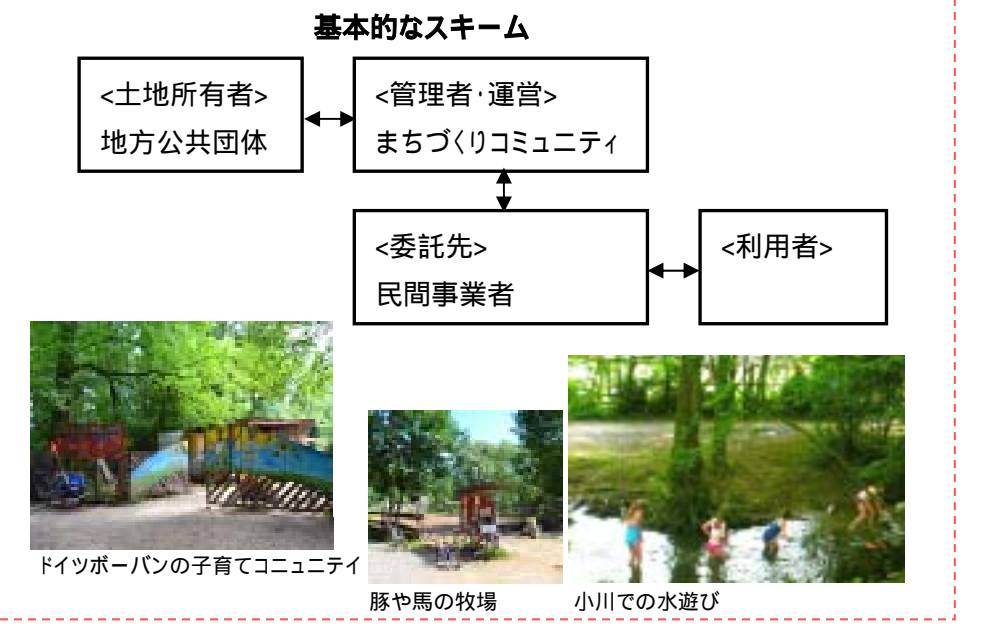 基本的なスキーム
<土地所有者>
地方公共団体
<管理者・運営>
まちづくりコミュニティ
<委託先>
民間事業者
<利用者>
ドイツボーバンの子育てコニュニテイ
豚や馬の牧場
小川での水遊び